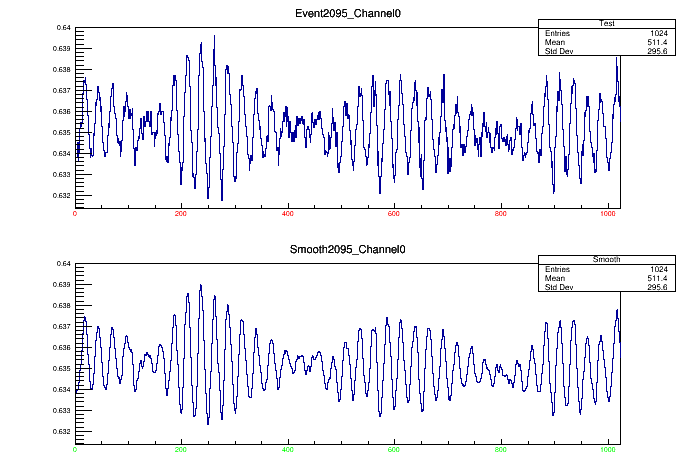 Event2095_Channel0
Test
Entries 1024
Mean 511.4
Std Dev 295.6
0.64
0.639
0.638
0.637
0.636
0.635
0.634
0.633
0.632
0 200 400 600 800 1000
Smooth2095_Channel0
Smooth
Entries 1024
Mean 511.4
Std Dev 295.6
0.64
0.639
0.638
0.637
0.636
0.635
0.634
0.633
0.632
0 200 400 600 800 1000